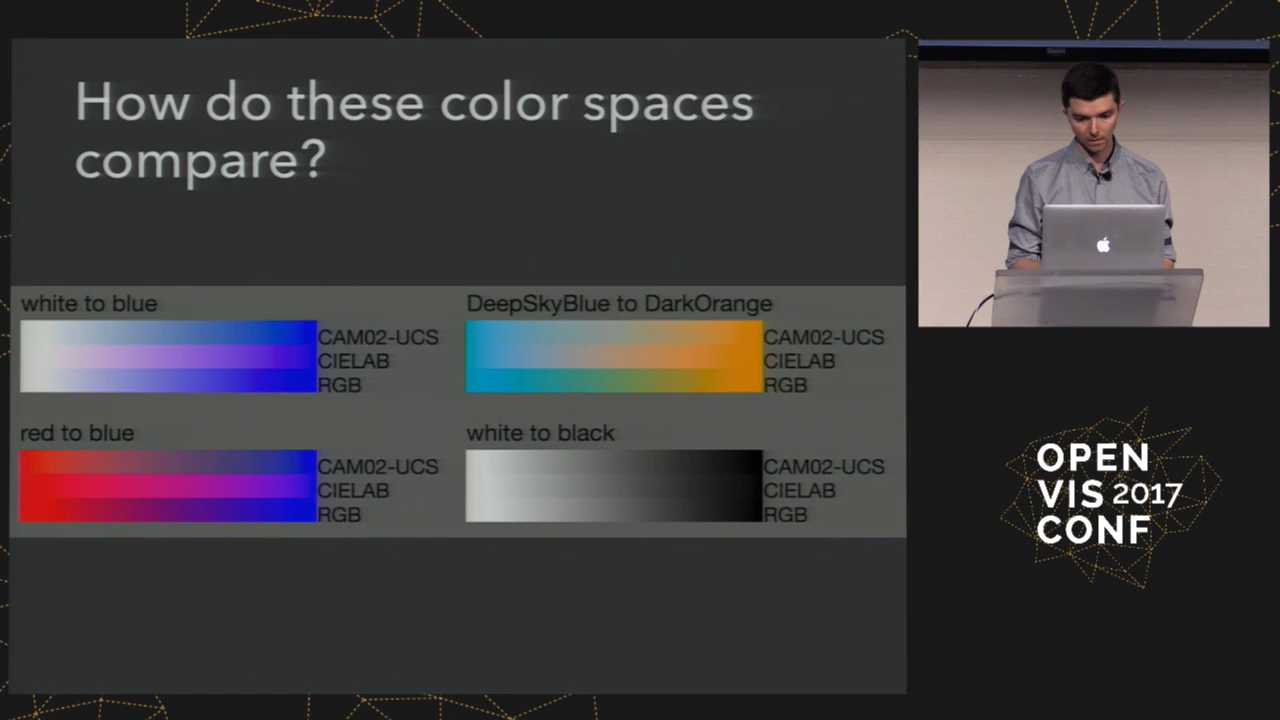 How do these color spaces
compare?
white to blue
CAM02-UCS
CIELAB
RGB
DeepSkyBlue to DarkOrange
CAM02-UCS
CIELAB
RGB
red to blue
CAM02-UCS
CIELAB
RGB
white to black
CAM02-UCS
CIELAB
RGB
OPEN
VIS 2017
CONF